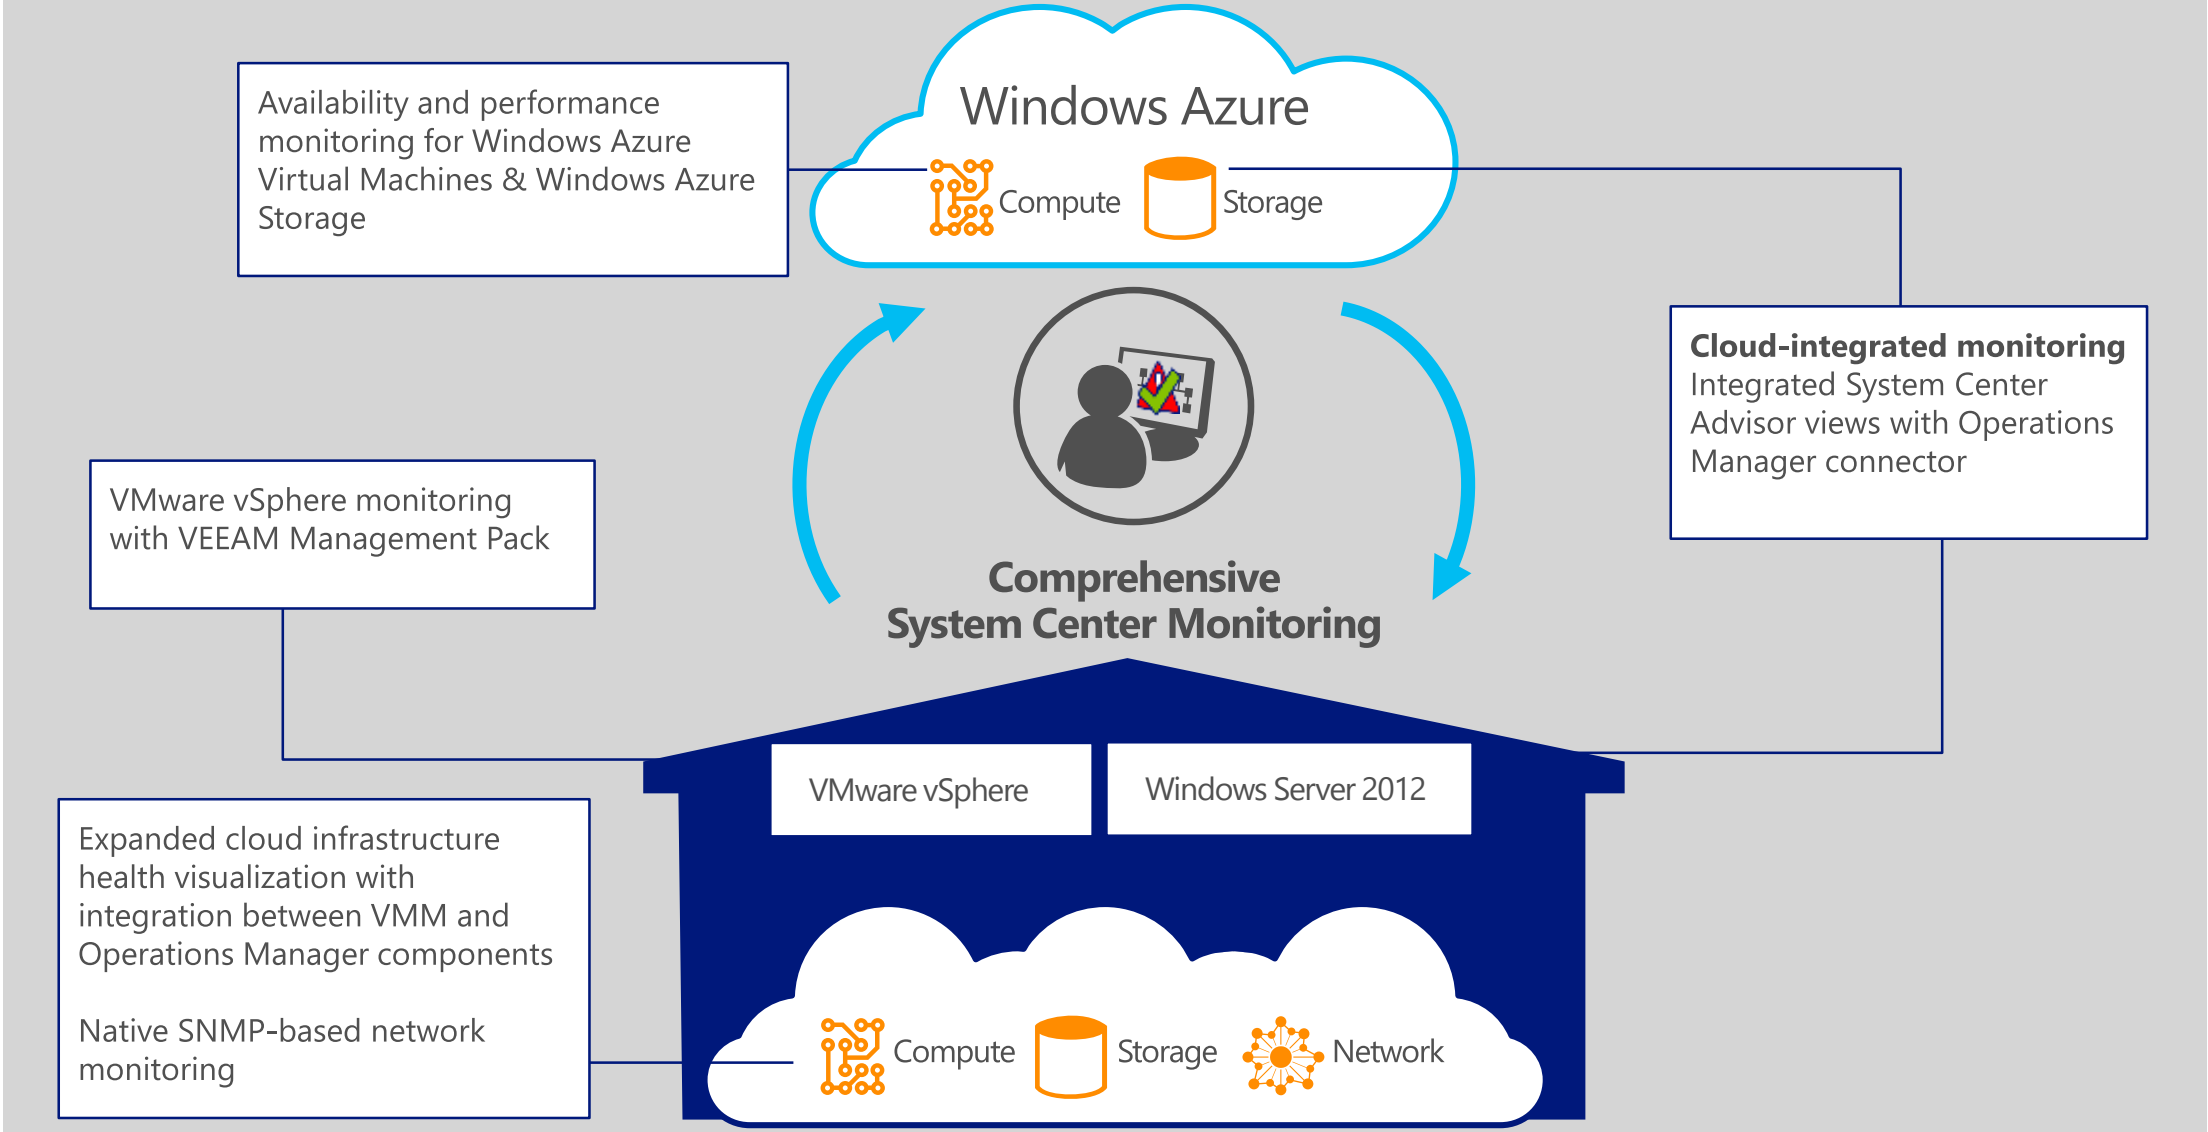 Windows Azure
Compute
Storage
Availability and performance
monitoring for Windows Azure
Virtual Machines & Windows Azure
Storage
Cloud-integrated monitoring
Integrated System Center
Advisor views with Operations
Manager connector
VMware vSphere monitoring
with VEEAM Management Pack
Comprehensive
System Center Monitoring
VMware vSphere
Windows Server 2012
Expanded cloud infrastructure
health visualization with
integration between VMM and
Operations Manager components
Native SNMP-based network
monitoring
Compute
Storage
Network